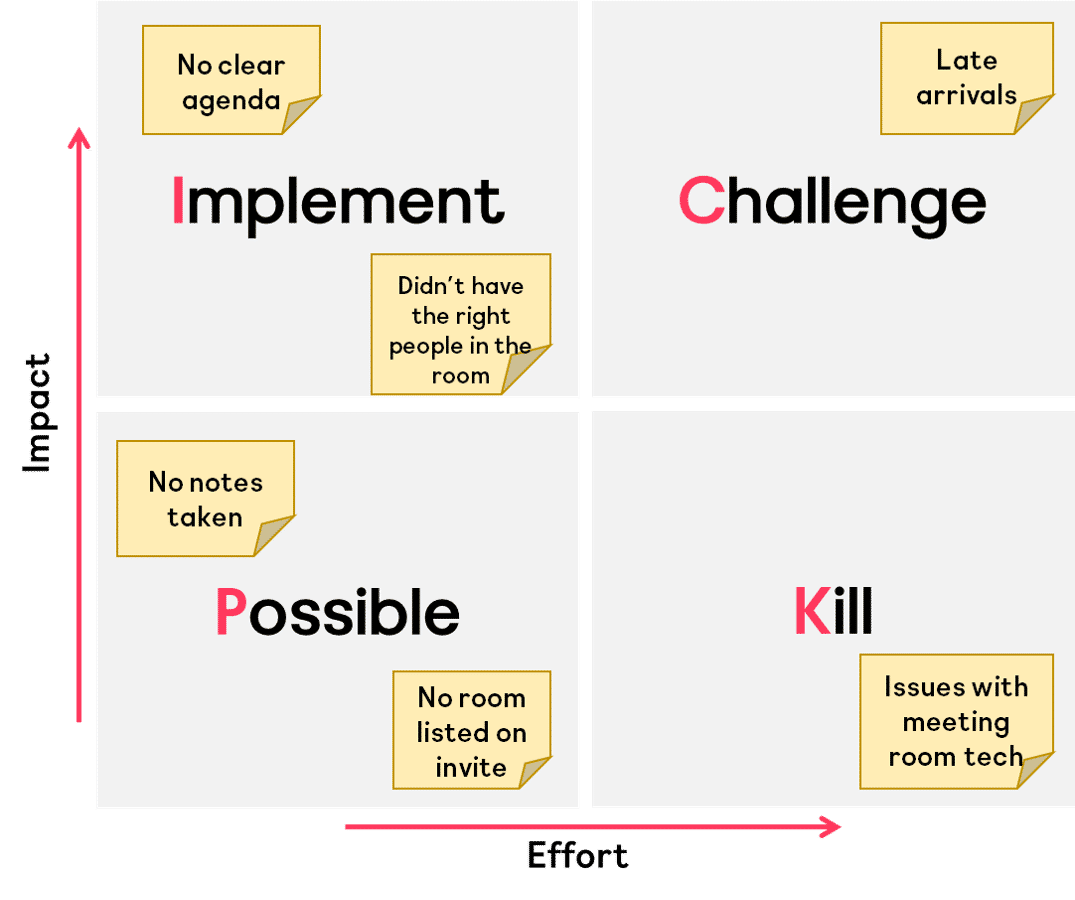 No clear
agenda
Late
arrivals
Implement
Challenge
Didn't have
the right
people in the
room
Impact
No notes
taken
Possible
Kill
No room
listed on
invite
Issues with
meeting
room tech
Effort